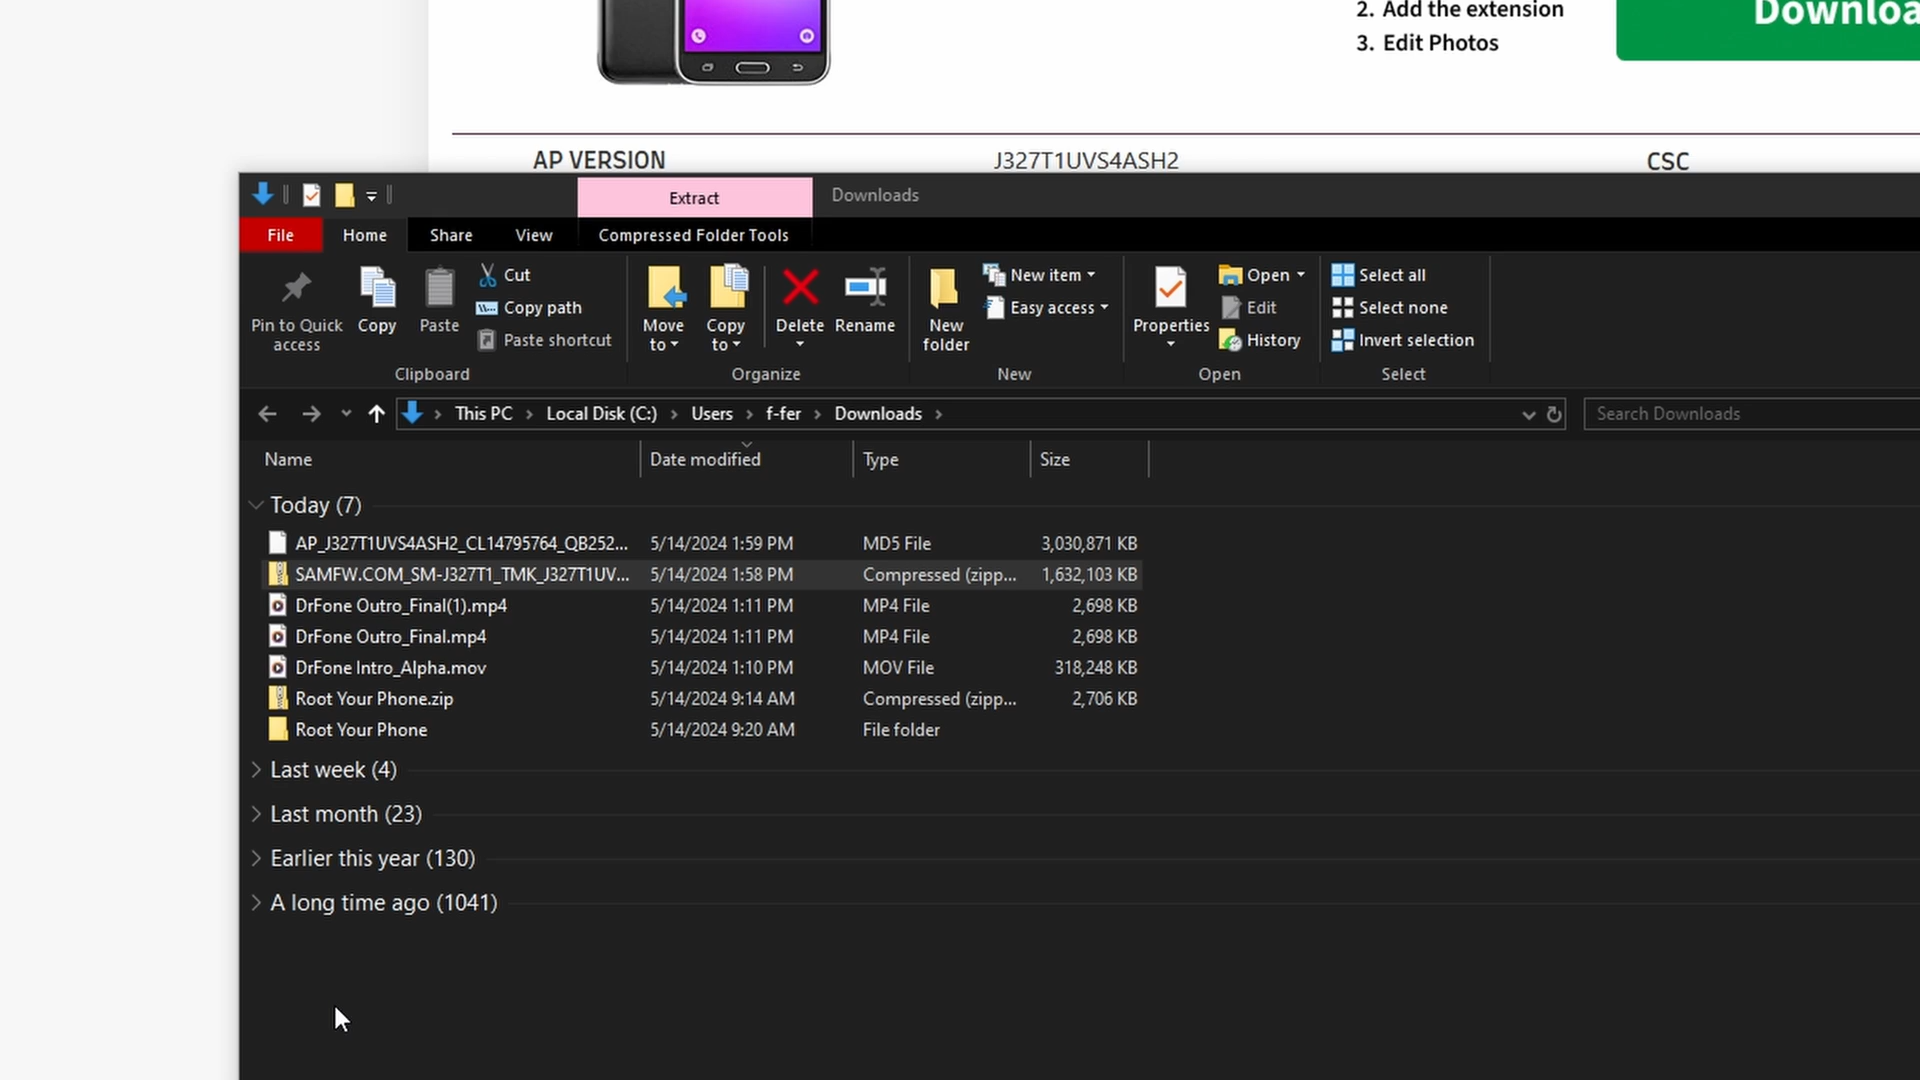 2. Add the extension
3. Edit Photos
AP VERSION J327T1UVS4ASH2 CSC
Extract Downloads
File Home Share View Compressed Folder Tools
Pin to Quick access
Copy
Paste
Cut
Copy path
Paste shortcut
Clipboard
Move to
Copy to
Delete
Rename
Organize
New folder
New item
Easy access
New
Properties
Open
Edit
History
Open
Select all
Select none
Invert selection
Select
This PC Local Disk (C:) Users f-fer Downloads Search Downloads
Name Date modified Type Size
Today (7)
AP_J327T1UVS4ASH2_CL14795764_QB252... 5/14/2024 1:59 PM MD5 File 3,030,871 KB
SAMFW.COM_SM-J327T1_TMK_J327T1UV... 5/14/2024 1:58 PM Compressed (zipp... 1,632,103 KB
DrFone Outro_Final(1).mp4 5/14/2024 1:11 PM MP4 File 2,698 KB
DrFone Outro_Final.mp4 5/14/2024 1:11 PM MP4 File 2,698 KB
DrFone Intro_Alpha.mov 5/14/2024 1:10 PM MOV File 318,248 KB
Root Your Phone.zip 5/14/2024 9:14 AM Compressed (zipp... 2,706 KB
Root Your Phone 5/14/2024 9:20 AM File folder
Last week (4)
Last month (23)
Earlier this year (130)
A long time ago (1041)